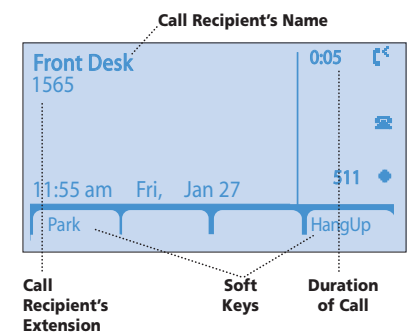 Call Recipient's Name
Front Desk
0:05
1565
511
11:55 am Fri, Jan 27
Park
HangUp
Call Recipient's Extension
Soft Keys
Duration of Call